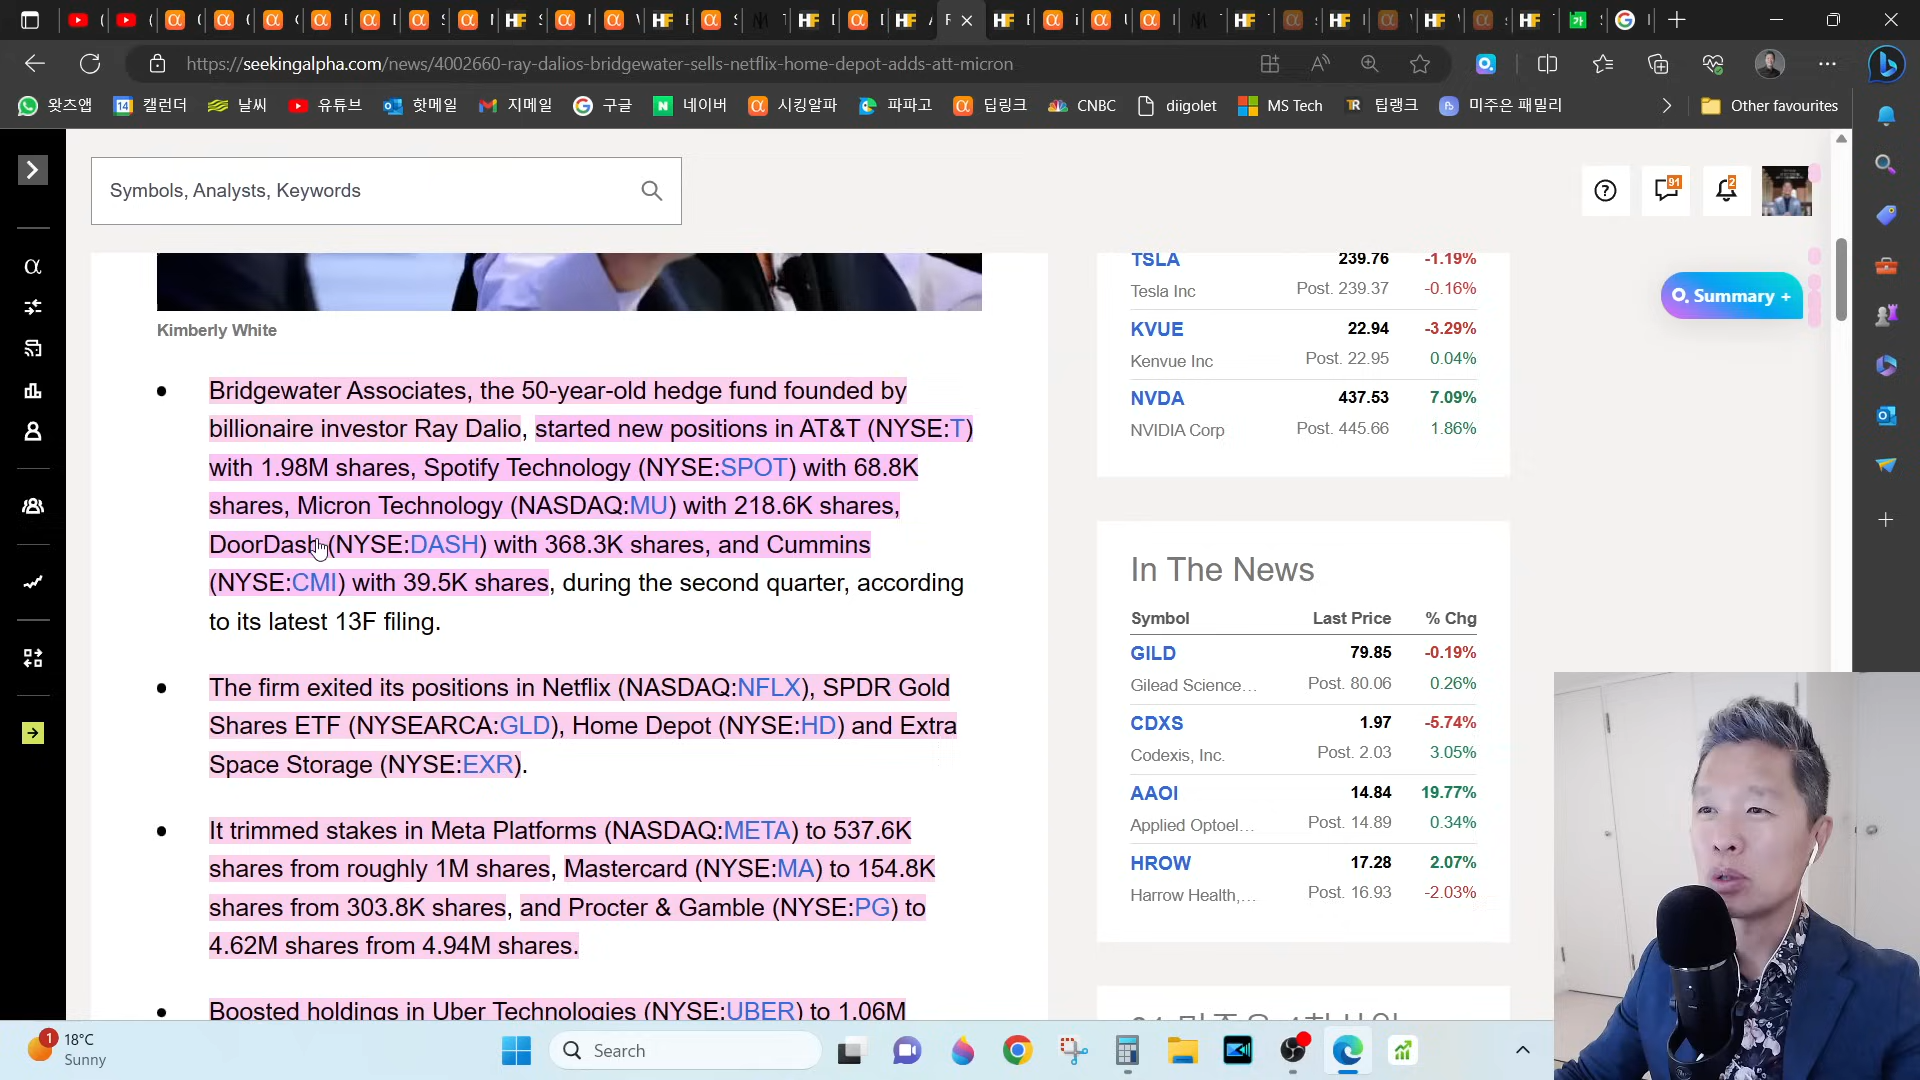 https://seekingalpha.com/news/4002660-ray-dalios-bridgewater-sells-netflix-home-depot-adds-att-micron
왓츠앱 캘런더 날씨 유튜브 핫메일 지메일 구글 네이버 시킹알파 파파고 딥링크 CNBC diigolet MS Tech 팁랭크 미주은 패밀리 Other favourites
Symbols, Analysts, Keywords
91
2
Summary +
Kimberly White
Bridgewater Associates, the 50-year-old hedge fund founded by
billionaire investor Ray Dalio, started new positions in AT&T (NYSE:T)
with 1.98M shares, Spotify Technology (NYSE:SPOT) with 68.8K
shares, Micron Technology (NASDAQ:MU) with 218.6K shares,
DoorDash (NYSE:DASH) with 368.3K shares, and Cummins
(NYSE:CMI) with 39.5K shares, during the second quarter, according
to its latest 13F filing.
The firm exited its positions in Netflix (NASDAQ:NFLX), SPDR Gold
Shares ETF (NYSEARCA:GLD), Home Depot (NYSE:HD) and Extra
Space Storage (NYSE:EXR).
It trimmed stakes in Meta Platforms (NASDAQ:META) to 537.6K
shares from roughly 1M shares, Mastercard (NYSE:MA) to 154.8K
shares from 303.8K shares, and Procter & Gamble (NYSE:PG) to
4.62M shares from 4.94M shares.
Boosted holdings in Uber Technologies (NYSE:UBER) to 1.06M
TSLA 239.76 -1.19%
Tesla Inc Post. 239.37 -0.16%
KVUE 22.94 -3.29%
Kenvue Inc Post. 22.95 0.04%
NVDA 437.53 7.09%
NVIDIA Corp Post. 445.66 1.86%
In The News
Symbol Last Price % Chg
GILD 79.85 -0.19%
Gilead Science... Post. 80.06 0.26%
CDXS 1.97 -5.74%
Codexis, Inc. Post. 2.03 3.05%
AAOI 14.84 19.77%
Applied Optoel... Post. 14.89 0.34%
HROW 17.28 2.07%
Harrow Health,... Post. 16.93 -2.03%
1
18°C
Sunny
Search